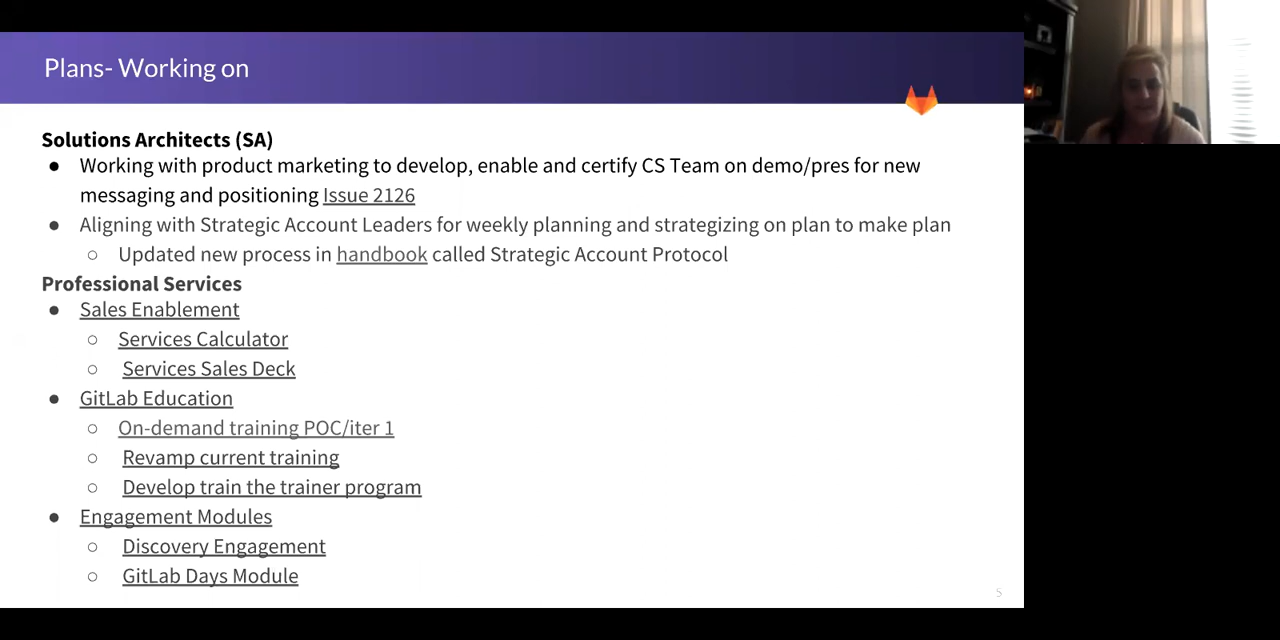 Plans- Working on
Solutions Architects (SA)
● Working with product marketing to develop, enable and certify CS Team on demo/pres for new
messaging and positioning Issue 2126
● Aligning with Strategic Account Leaders for weekly planning and strategizing on plan to make plan
○ Updated new process in handbook called Strategic Account Protocol
Professional Services
● Sales Enablement
○ Services Calculator
○ Services Sales Deck
● GitLab Education
○ On-demand training POC/iter 1
○ Revamp current training
○ Develop train the trainer program
● Engagement Modules
○ Discovery Engagement
○ GitLab Days Module
5